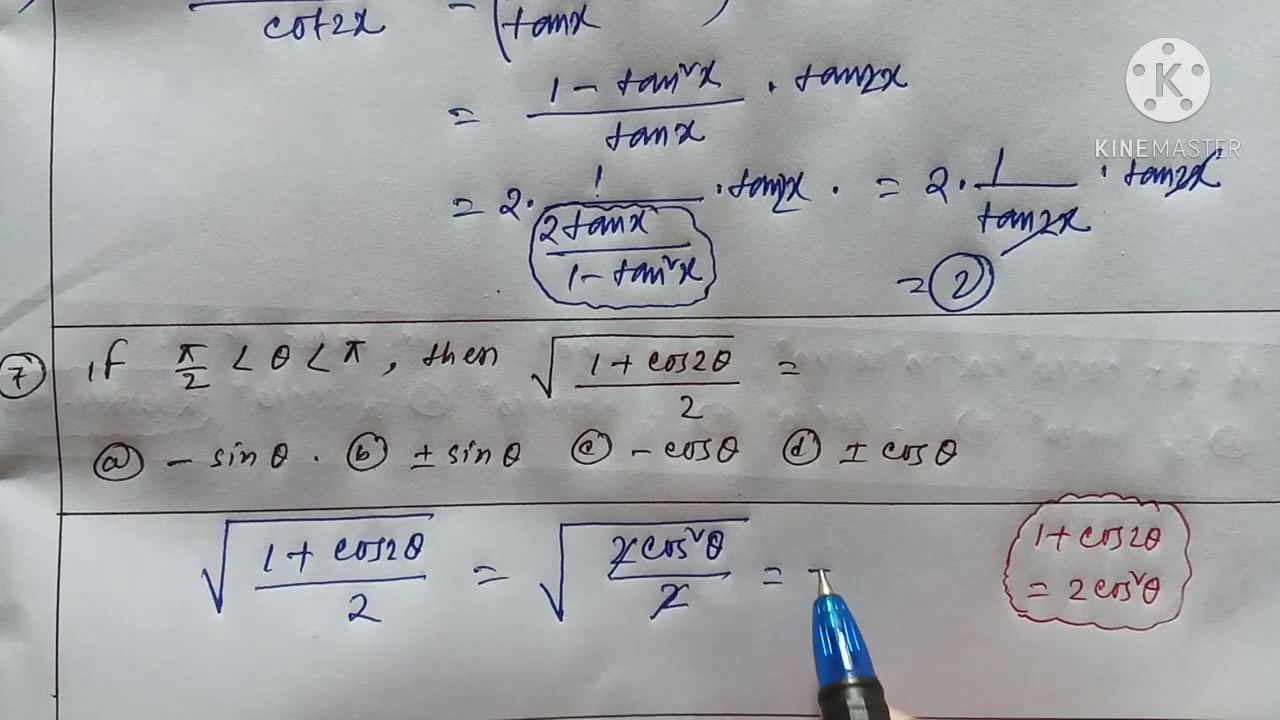 cot2x = (tanx )
= 1 - tan²x / tanx . tan2x
= 2. 1 / (2tanx / 1 - tan²x) . tan2x . = 2. 1 / tan2x . tan2x
= 2
K
KINEMASTER
7 if π/2 < θ < π, then √(1 + cos2θ / 2) =
a - sinθ . b ± sinθ c - cosθ d ± cosθ
√(1 + cos2θ / 2) = √(2cos²θ / 2) = -
1 + cos2θ
= 2cos²θ